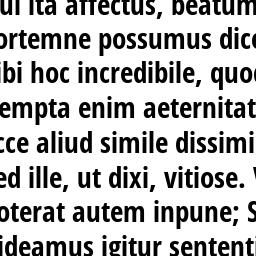 ui ita affectus, beatum
ortemne possumus dice
ibi hoc incredibile, quod
empta enim aeternitat
cce aliud simile dissimi
ed ille, ut dixi, vitiose. V
oterat autem inpune; S
ideamus igitur sententi